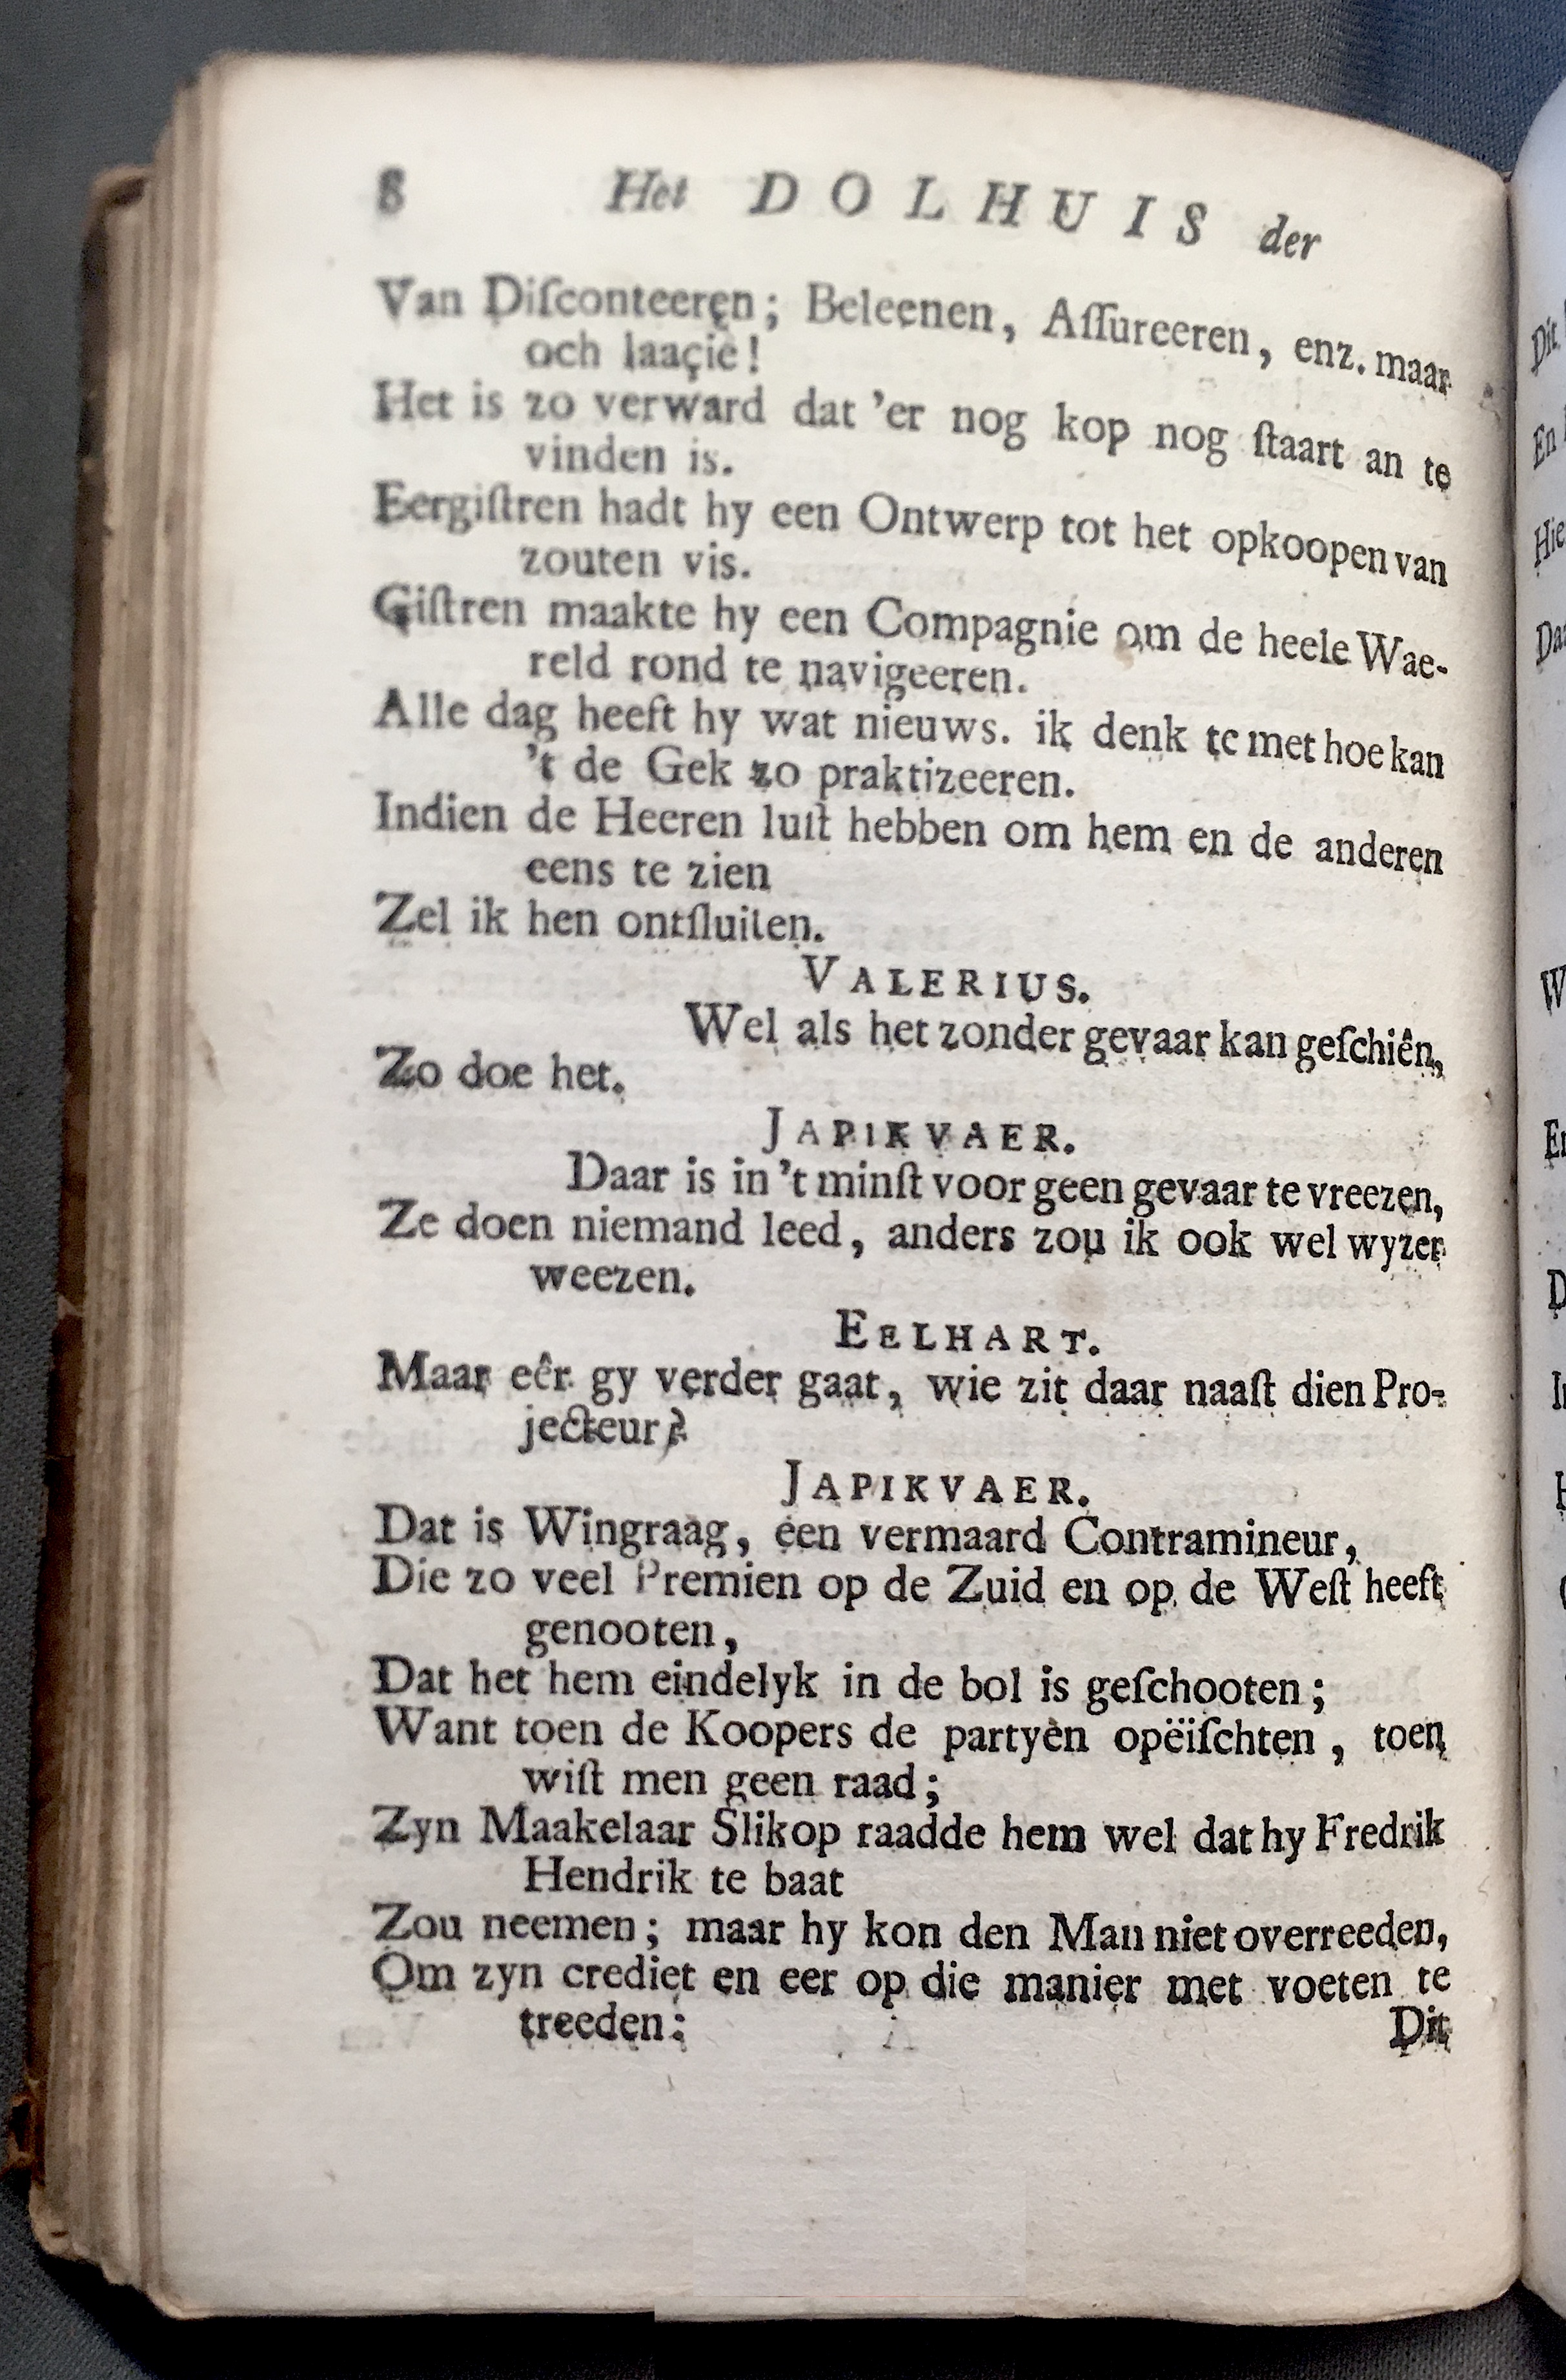 8 Het DOLHUIS der
Van Diſconteeren; Beleenen, Aſſureeren, enz. maar
och laaçie!
Het is zo verward dat 'er nog kop nog ſtaart an te
vinden is.
Eergiſtren hadt hy een Ontwerp tot het opkoopen van
zouten vis.
Giſtren maakte hy een Compagnie om de heele Wae-
reld rond te navigeeren.
Alle dag heeft hy wat nieuws. ik denk te met hoe kan
't de Gek zo praktizeeren.
Indien de Heeren luſt hebben om hem en de anderen
eens te zien
Zel ik hen ontſluiten.
VALERIUS.
Wel als het zonder gevaar kan geſchiên,
Zo doe het.
JAPIKVAER.
Daar is in 't minſt voor geen gevaar te vreezen,
Ze doen niemand leed, anders zou ik ook wel wyzer
weezen.
EELHART.
Maar eêr gy verder gaat, wie zit daar naaſt dien Pro-
jecteur?
JAPIKVAER.
Dat is Wingraag, een vermaard Contramineur,
Die zo veel Premien op de Zuid en op de Weſt heeft
genooten,
Dat het hem eindelyk in de bol is geſchooten;
Want toen de Koopers de partyen opëiſchten, toen
wiſt men geen raad;
Zyn Maakelaar Slikop raadde hem wel dat hy Fredrik
Hendrik te baat
Zou neemen; maar hy kon den Man niet overreeden,
Om zyn crediet en eer op die manier met voeten te
treeden:
Dit
Dit
En
Hie
W